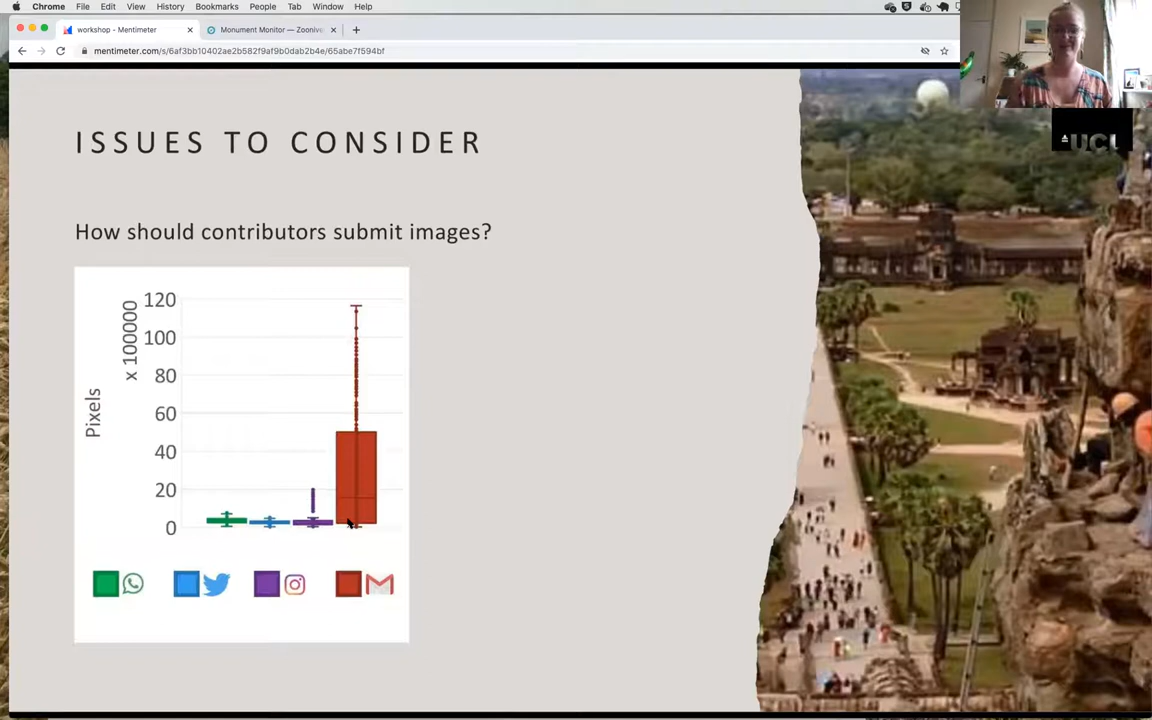 Chrome File Edit View History Bookmarks People Tab Window Help
workshop - Mentimeter
Monument Monitor — Zooniv
mentimeter.com/s/6af3bb10402ae2b582f9af9b0dab2b4e/65abe7f594bf
UCL
ISSUES TO CONSIDER
How should contributors submit images?
Pixels
x 100000
120
100
80
60
40
20
0